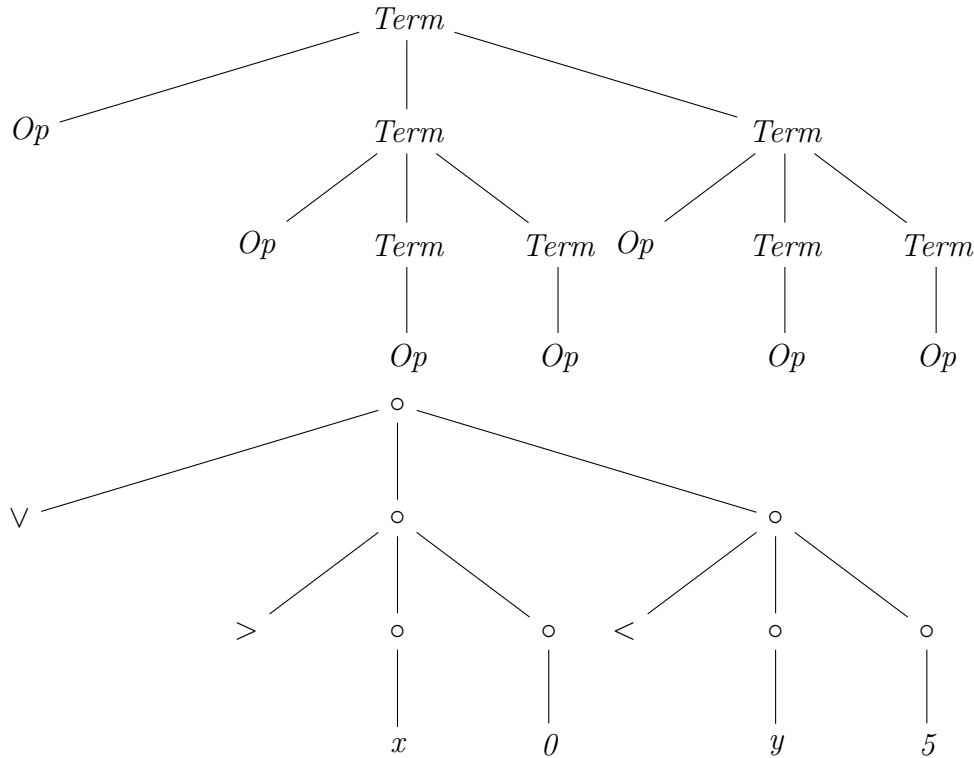 Term
Op Term Term
Op Term Term Op Term Term
Op Op Op Op
∨
> <
x 0 y 5